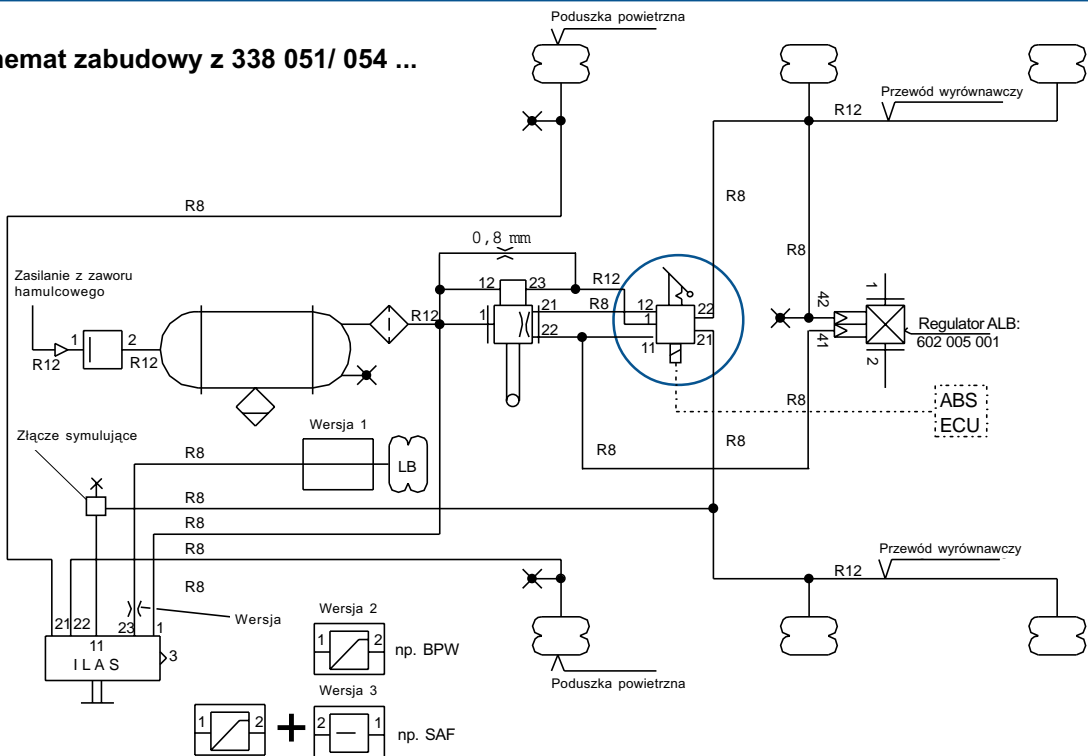 Poduszka powietrzna
hemat zabudowy z 338 051/ 054 ...
Przewód wyrównawczy
R12
R8
R8
0,8 mm
R8
Zasilanie z zaworu
hamulcowego
12
23
R12
21
R8
12
22
42
1
1
2
R12
1
22
1
11
21
41
2
Regulator ALB:
602 005 001
R12
R12
R8
ABS
ECU
Wersja 1
Złącze symulujące
R8
LB
R8
R8
R8
R8
R8
Przewód wyrównawczy
R8
R12
Wersja
21
22
11
23
1
ILAS
3
Wersja 2
1
2
np. BPW
Poduszka powietrzna
Wersja 3
1
2
+
2
1
np. SAF